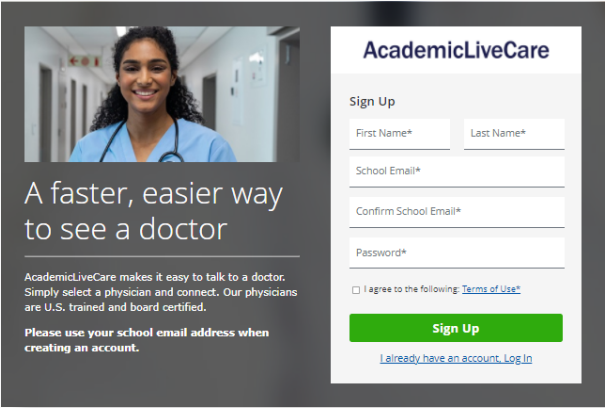 AcademicLiveCare
A faster, easier way
to see a doctor
AcademicLiveCare makes it easy to talk to a doctor.
Simply select a physician and connect. Our physicians
are U.S. trained and board certified.
Please use your school email address when
creating an account.
Sign Up
First Name*
Last Name*
School Email*
Confirm School Email*
Password*
I agree to the following: Terms of Use*
Sign Up
I already have an account, Log In